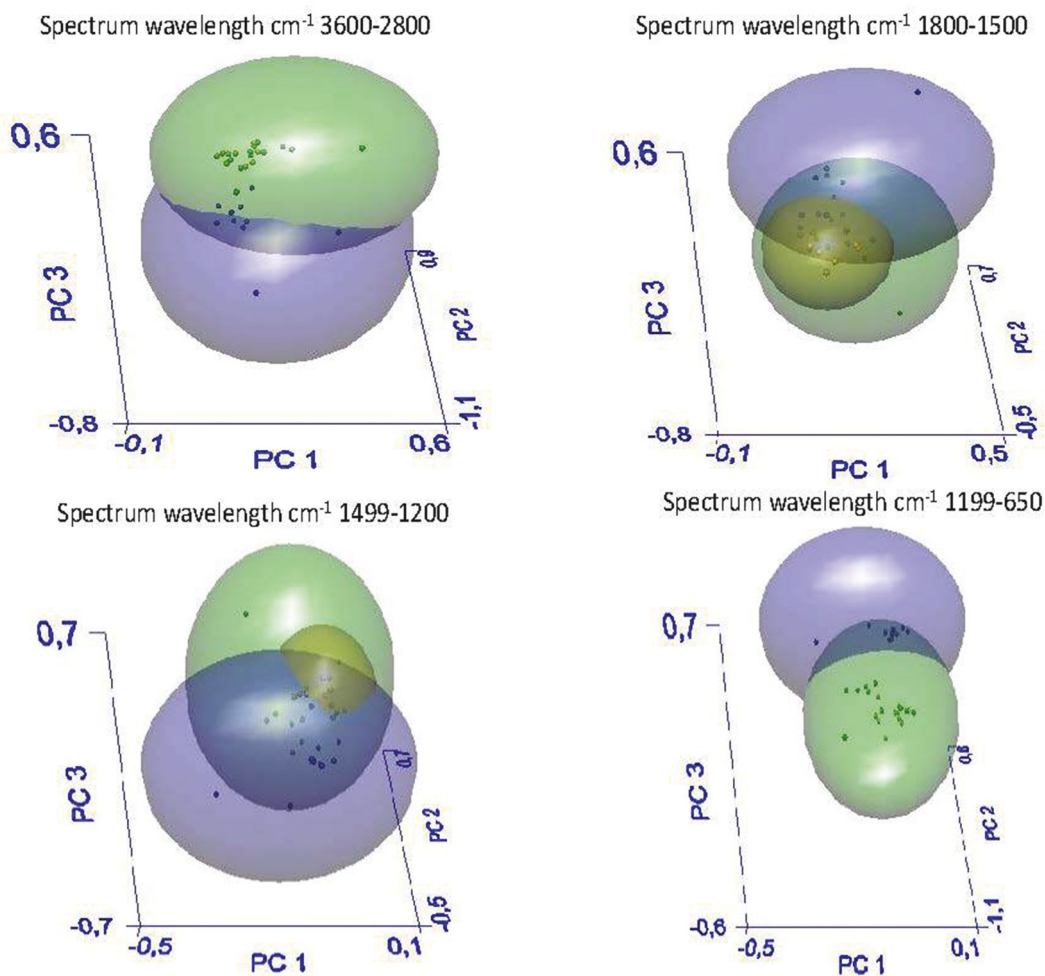 Spectrum wavelength cm⁻¹ 3600-2800
0,6
PC 3
-0,8
-0,1
PC 1
0,6
-1,1
PC 2
0,9
Spectrum wavelength cm⁻¹ 1800-1500
0,6
PC 3
-0,8
-0,1
PC 1
0,5
-0,5
PC 2
0,7
Spectrum wavelength cm⁻¹ 1499-1200
0,7
PC 3
-0,7
-0,5
PC 1
0,1
-0,5
PC 2
0,7
Spectrum wavelength cm⁻¹ 1199-650
0,7
PC 3
-0,6
-0,5
PC 1
0,1
-1,1
PC 2
0,6